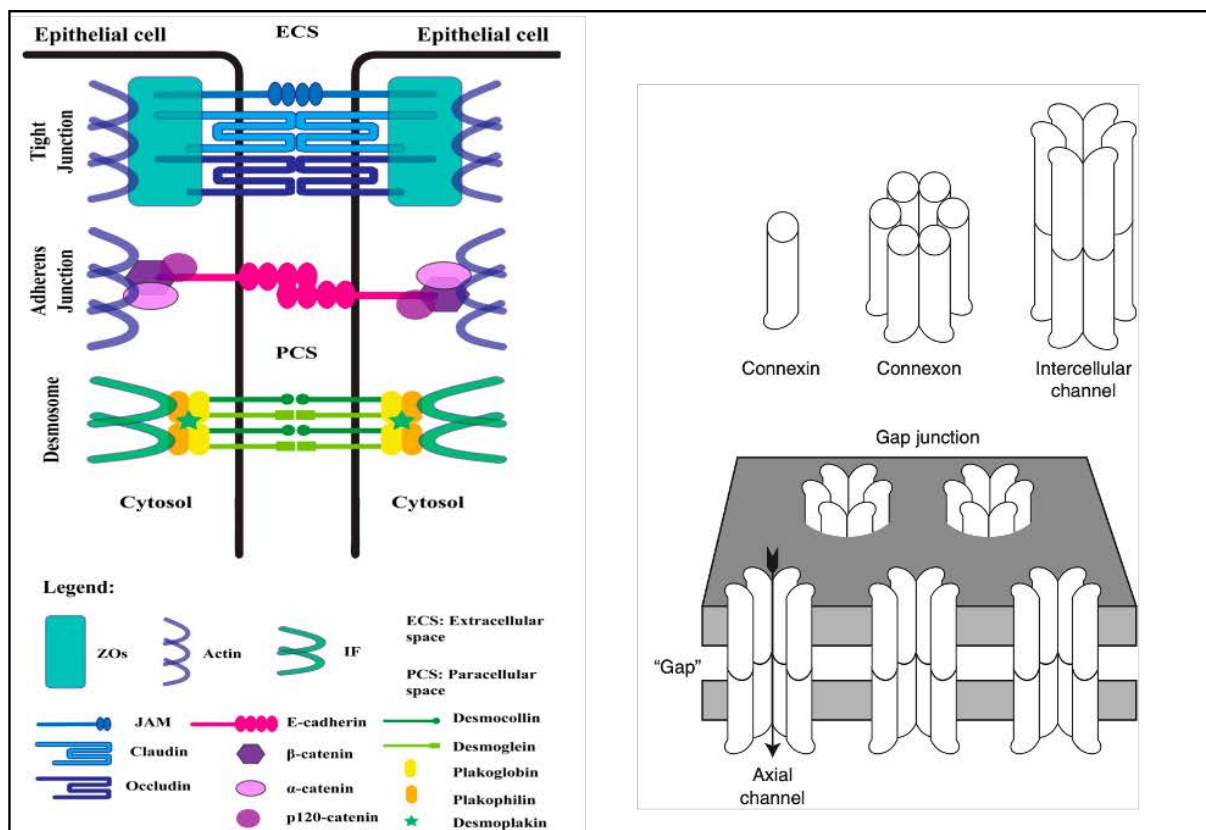 Epithelial cell
ECS
Epithelial cell
Tight
Junction
Adherens
Junction
PCS
Desmosome
Cytosol
Cytosol
Legend:
ZOs
Actin
IF
ECS: Extracellular
space
PCS: Paracellular
space
JAM
Claudin
Occludin
E-cadherin
β-catenin
α-catenin
p120-catenin
Desmocollin
Desmoglein
Plakoglobin
Plakophilin
Desmoplakin
Connexin
Connexon
Intercellular
channel
Gap junction
"Gap"
Axial
channel